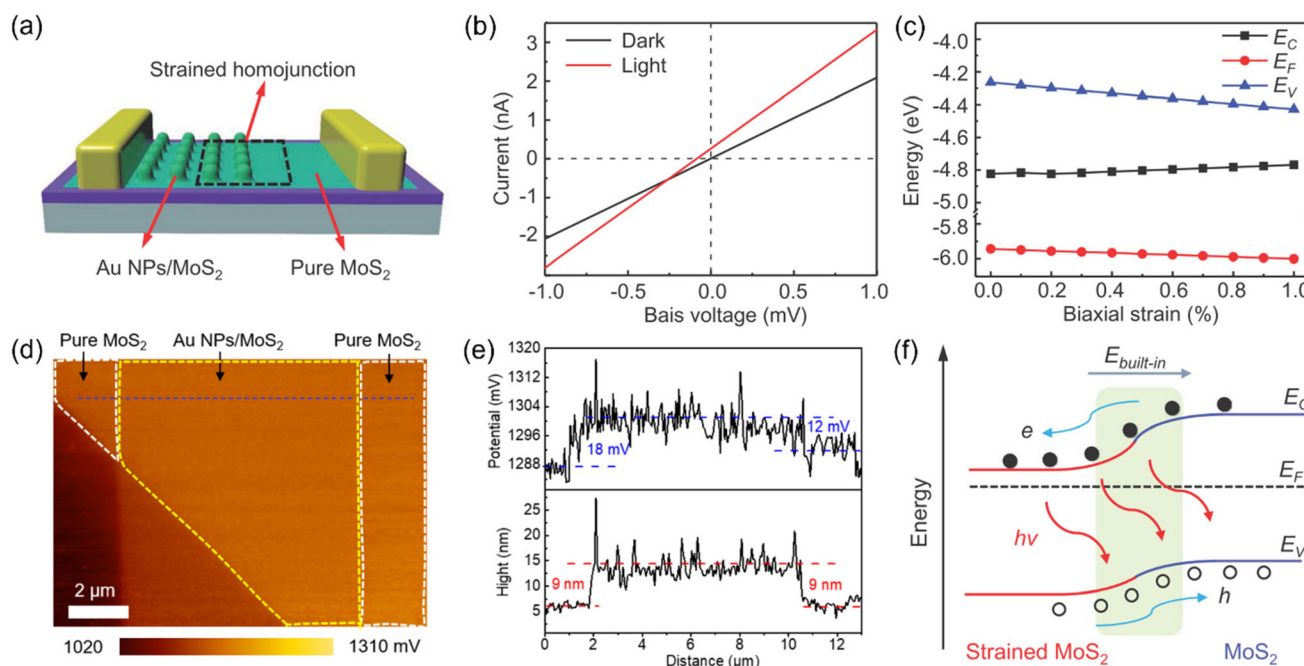 (a)
Strained homojunction
Au NPs/MoS2
Pure MoS2
(b)
Dark
Light
Current (nA)
3
2
1
0
-1
-2
-1.0
-0.5
0.0
0.5
1.0
Bais voltage (mV)
(c)
EC
EF
EV
Energy (eV)
-4.0
-4.2
-4.4
-4.6
-4.8
-5.0
-5.8
-6.0
0.0
0.2
0.4
0.6
0.8
1.0
Biaxial strain (%)
(d)
Pure MoS2
Au NPs/MoS2
Pure MoS2
2 μm
1020
1310 mV
(e)
Potential (mV)
1320
1312
1304
1296
1288
18 mV
12 mV
Hight (nm)
30
25
20
15
10
5
0
9 nm
9 nm
0
2
4
6
8
10
12
Distance (um)
(f)
Energy
Ebuilt-in
e
EC
EF
hv
EV
h
Strained MoS2
MoS2